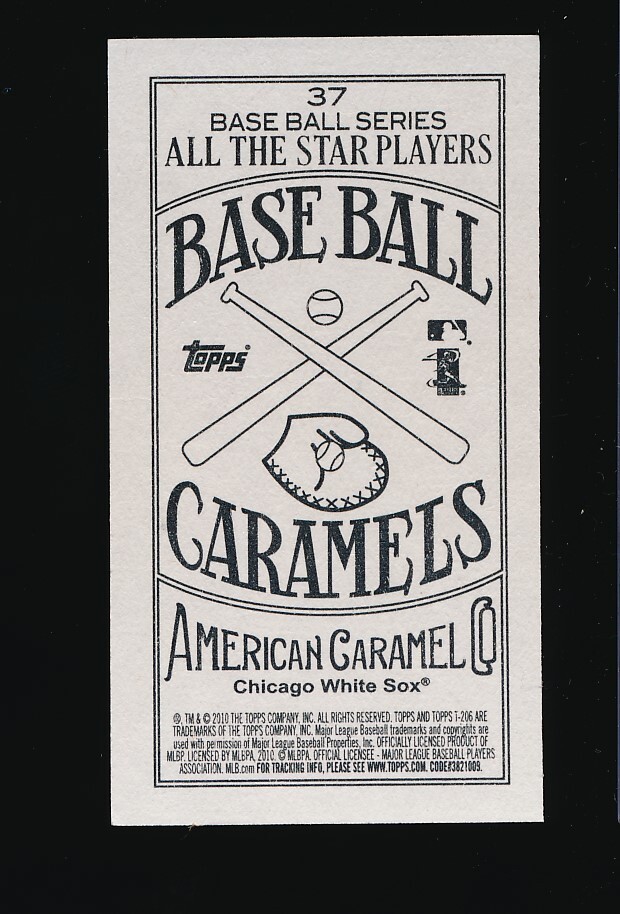 37
BASE BALL SERIES
ALL THE STAR PLAYERS
BASE BALL
topps®
CARAMELS
AMERICAN CARAMEL CO
Chicago White Sox®
®, TM & © 2010 THE TOPPS COMPANY, INC. ALL RIGHTS RESERVED. TOPPS AND TOPPS T-206 ARE
TRADEMARKS OF THE TOPPS COMPANY, INC. Major League Baseball trademarks and copyrights are
used with permission of Major League Baseball Properties, Inc. OFFICIALLY LICENSED PRODUCT OF
MLBP. LICENSED BY MLBPA, 2010. © MLBPA. OFFICIAL LICENSEE - MAJOR LEAGUE BASEBALL PLAYERS
ASSOCIATION. MLB.com FOR TRACKING INFO, PLEASE SEE WWW.TOPPS.COM. CODE#3821009.